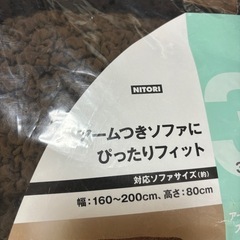 NITORI
ームつきソファに
ぴったりフィット
対応ソファサイズ(約)
幅:160～200cm、高さ:80cm
3